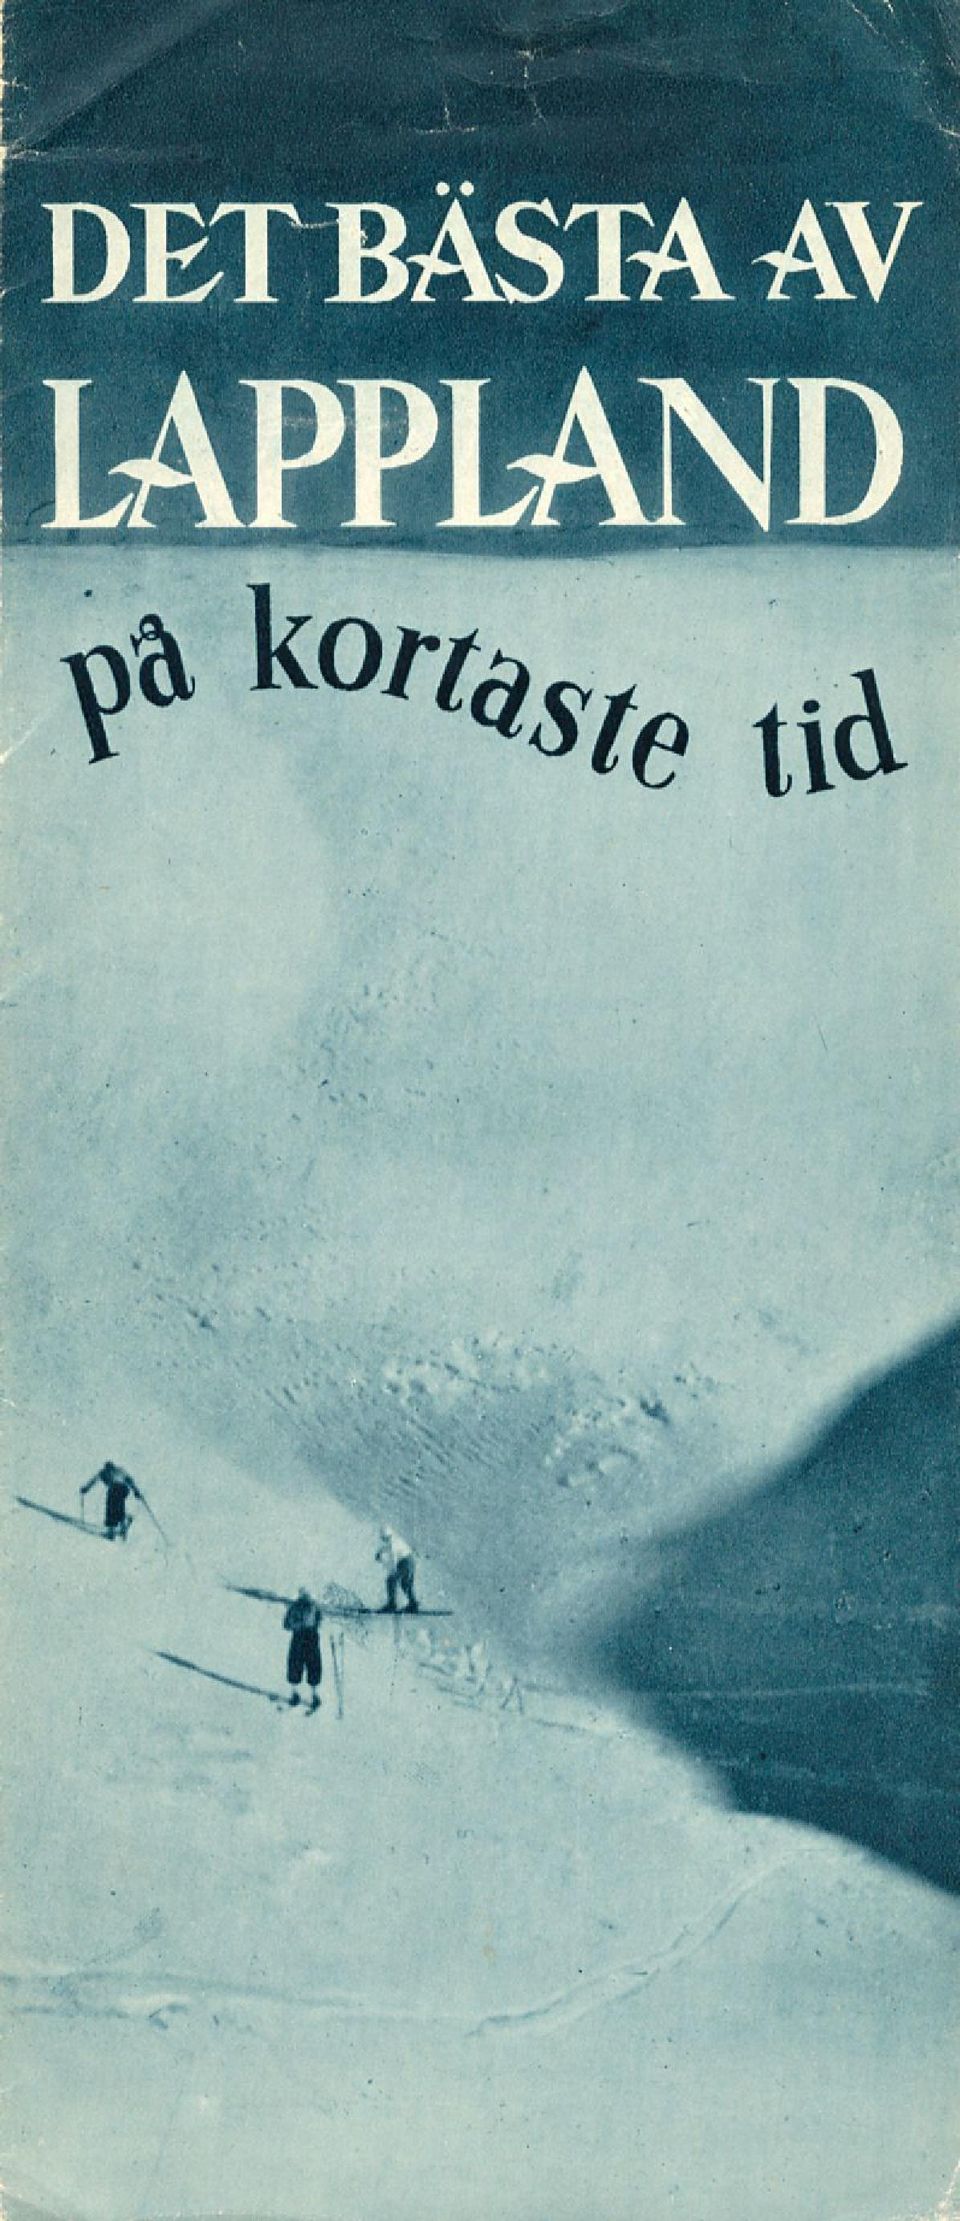 DET BÄSTA AV
LAPPLAND
på kortaste tid